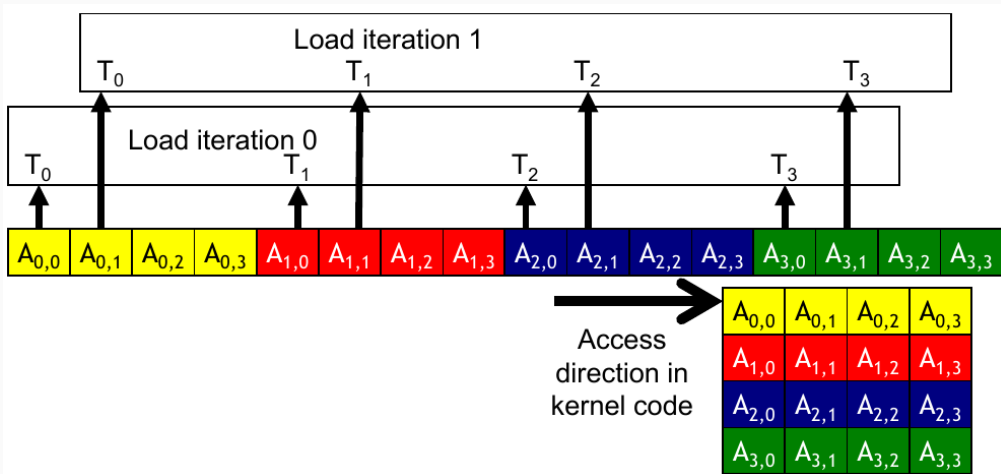 Load iteration 1
T0 T1 T2 T3
Load iteration 0
T0 T1 T2 T3
A0,0 A0,1 A0,2 A0,3 A1,0 A1,1 A1,2 A1,3 A2,0 A2,1 A2,2 A2,3 A3,0 A3,1 A3,2 A3,3
Access
direction in
kernel code
A0,0 A0,1 A0,2 A0,3
A1,0 A1,1 A1,2 A1,3
A2,0 A2,1 A2,2 A2,3
A3,0 A3,1 A3,2 A3,3